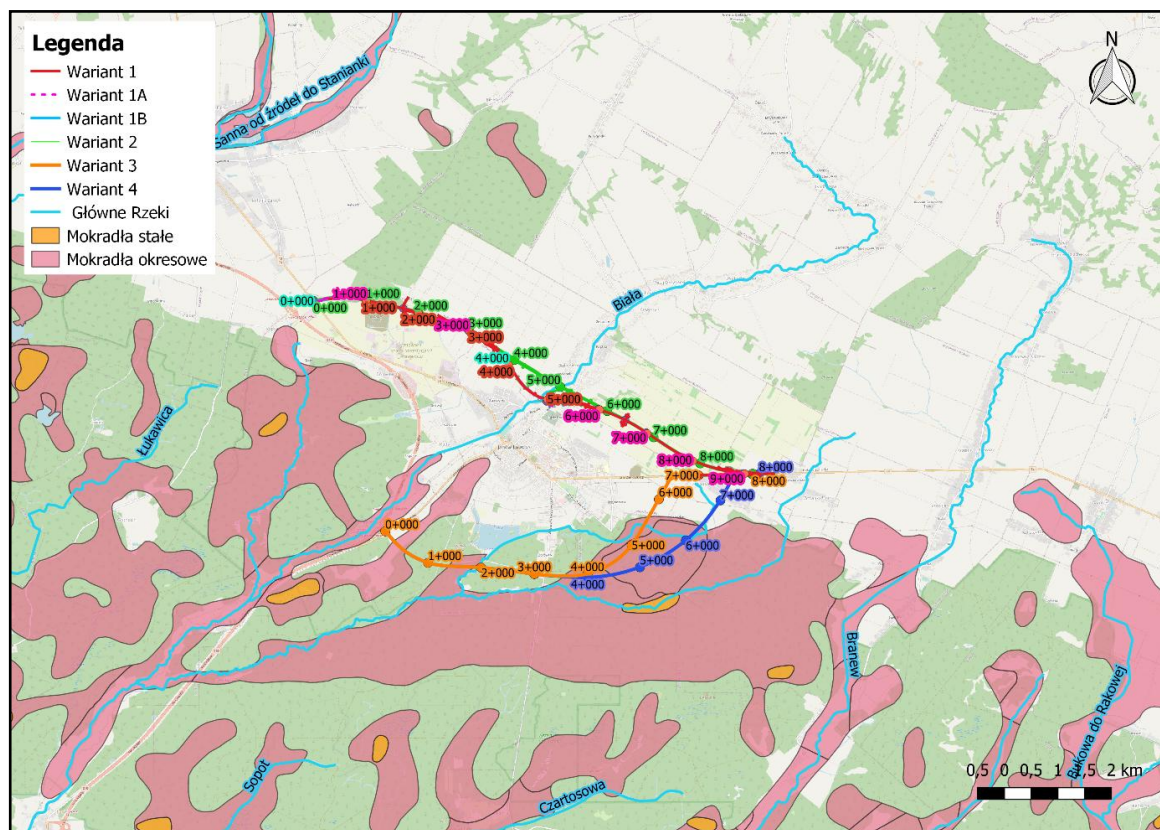 Legenda
Wariant 1
Wariant 1A
Wariant 1B
Wariant 2
Wariant 3
Wariant 4
Główne Rzeki
Mokradła stałe
Mokradła okresowe
N
Sanna od źródeł do Stanianki
Biała
0+000
0+000
1+000
1+000
1+000
2+000
2+000
3+000
3+000
3+000
4+000
4+000
4+000
5+000
5+000
6+000
6+000
7+000
7+000
8+000
8+000
8+000
7+000
9+000
8+000
6+000
7+000
Łukawica
0+000
1+000
2+000
3+000
4+000
5+000
6+000
5+000
4+000
Branew
Bukowa do Rakowej
Sopot
Czartosowa
0,5 0 0,5 1 1,5 2 km